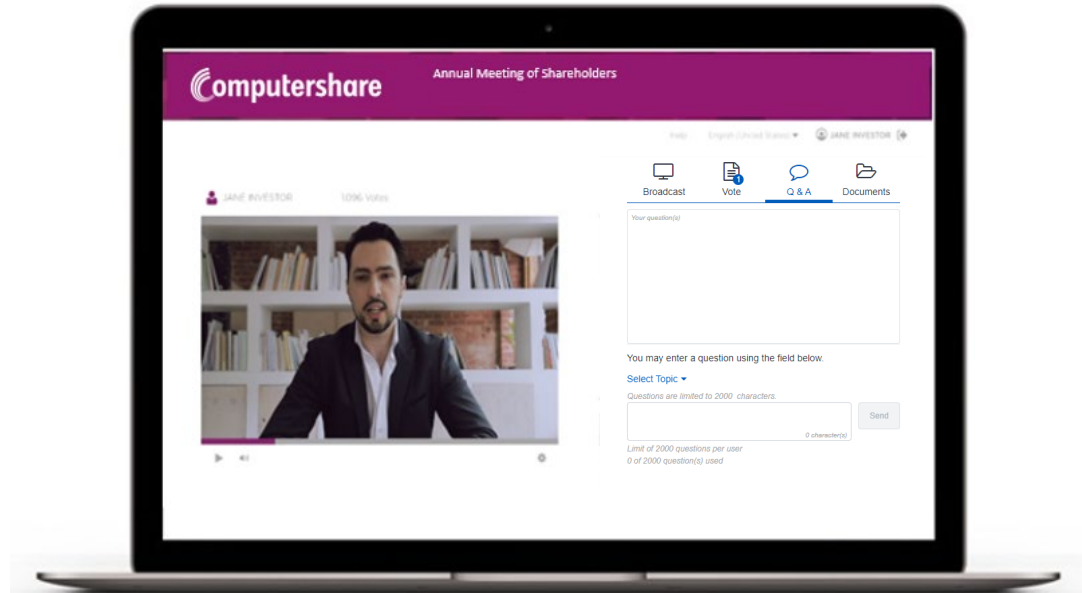 Computershare
Annual Meeting of Shareholders
Help English (United States) JANE INVESTOR
Broadcast Vote Q & A Documents
1
JANE INVESTOR 1,096 Votes
Your question(s)
You may enter a question using the field below.
Select Topic
Questions are limited to 2000 characters.
Send
0 character(s)
Limit of 2000 questions per user
0 of 2000 question(s) used